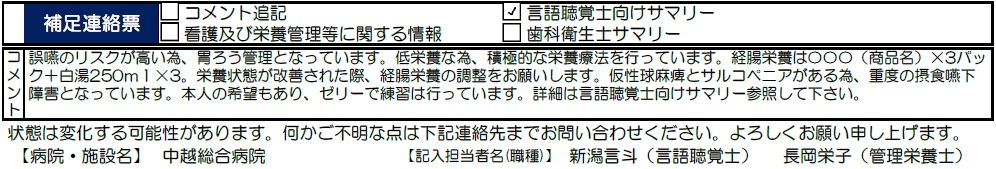 補足連絡票
□ コメント追記 ☑ 言語聴覚士向けサマリー
□ 看護及び栄養管理等に関する情報 □ 歯科衛生士サマリー
コメント
誤嚥のリスクが高い為、胃ろう管理となっています。低栄養な為、積極的な栄養療法を行っています。経腸栄養は〇〇〇（商品名）×3パッ
ク＋白湯250ml×3。栄養状態が改善された際、経腸栄養の調整をお願いします。仮性球麻痺とサルコペニアがある為、重度の摂食嚥下
障害となっています。本人の希望もあり、ゼリーで練習は行っています。詳細は言語聴覚士向けサマリー参照して下さい。
状態は変化する可能性があります。何かご不明な点は下記連絡先までお問い合わせください。よろしくお願い申し上げます。
【病院・施設名】 中越総合病院 【記入担当者名(職種)】 新潟言斗（言語聴覚士） 長岡栄子（管理栄養士）